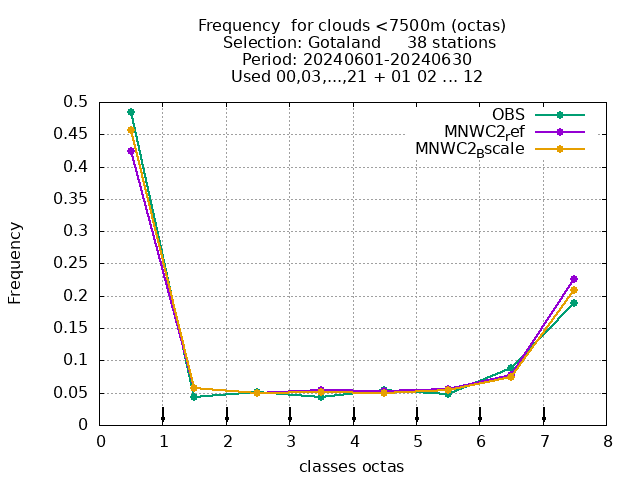 Frequency  for clouds <7500m (octas)
Selection: Gotaland     38 stations
Period: 20240601-20240630
Used 00,03,...,21 + 01 02 ... 12
OBS
MNWC2ref
MNWC2Bscale
0.5
0.45
0.4
0.35
0.3
0.25
0.2
0.15
0.1
0.05
0
Frequency
0 1 2 3 4 5 6 7 8
classes octas